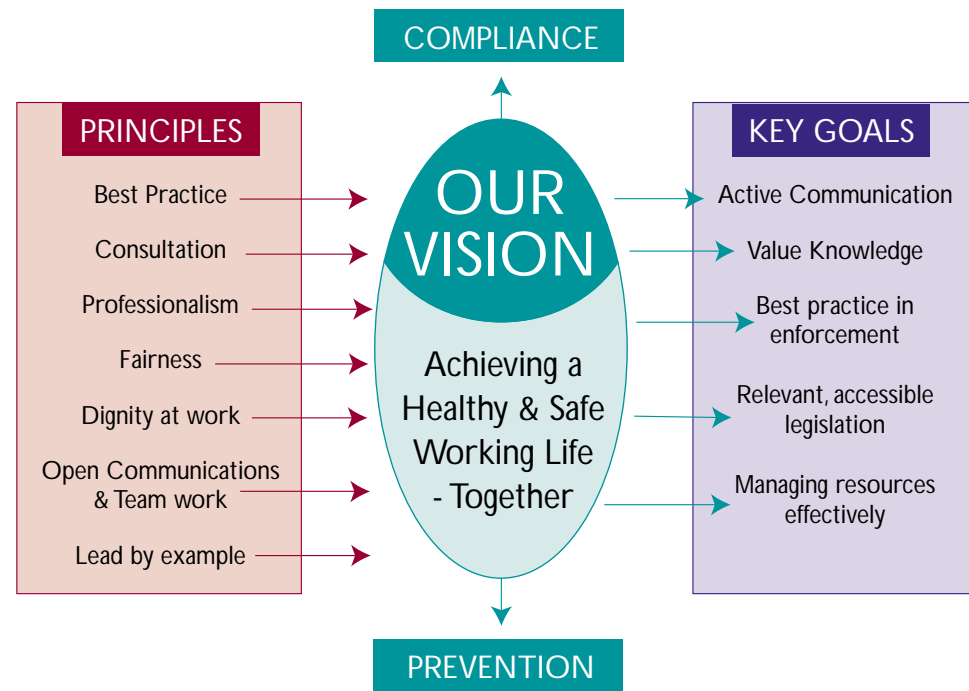 COMPLIANCE
PRINCIPLES
Best Practice
Consultation
Professionalism
Fairness
Dignity at work
Open Communications
& Team work
Lead by example
OUR
VISION
Achieving a
Healthy & Safe
Working Life
- Together
KEY GOALS
Active Communication
Value Knowledge
Best practice in
enforcement
Relevant, accessible
legislation
Managing resources
effectively
PREVENTION